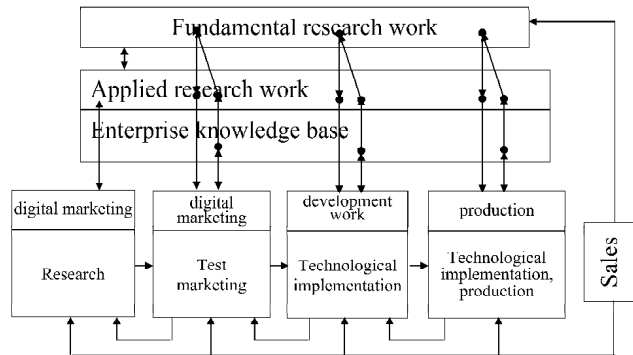 Fundamental research work
Applied research work
Enterprise knowledge base
digital marketing
digital
marketing
development
work
production
Research
Test
marketing
Technological
implementation
Technological
implementation,
production
Sales